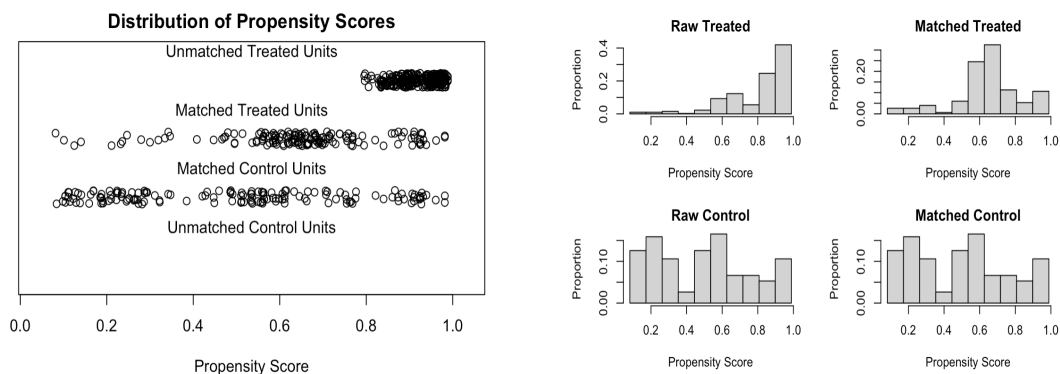 Distribution of Propensity Scores
Unmatched Treated Units
Matched Treated Units
Matched Control Units
Unmatched Control Units
0.0 0.2 0.4 0.6 0.8 1.0
Propensity Score
Raw Treated
Proportion
0.0 0.2 0.4
0.2 0.4 0.6 0.8 1.0
Propensity Score
Matched Treated
Proportion
0.00 0.20
0.2 0.4 0.6 0.8 1.0
Propensity Score
Raw Control
Proportion
0.00 0.10
0.2 0.4 0.6 0.8 1.0
Propensity Score
Matched Control
Proportion
0.00 0.10
0.2 0.4 0.6 0.8 1.0
Propensity Score